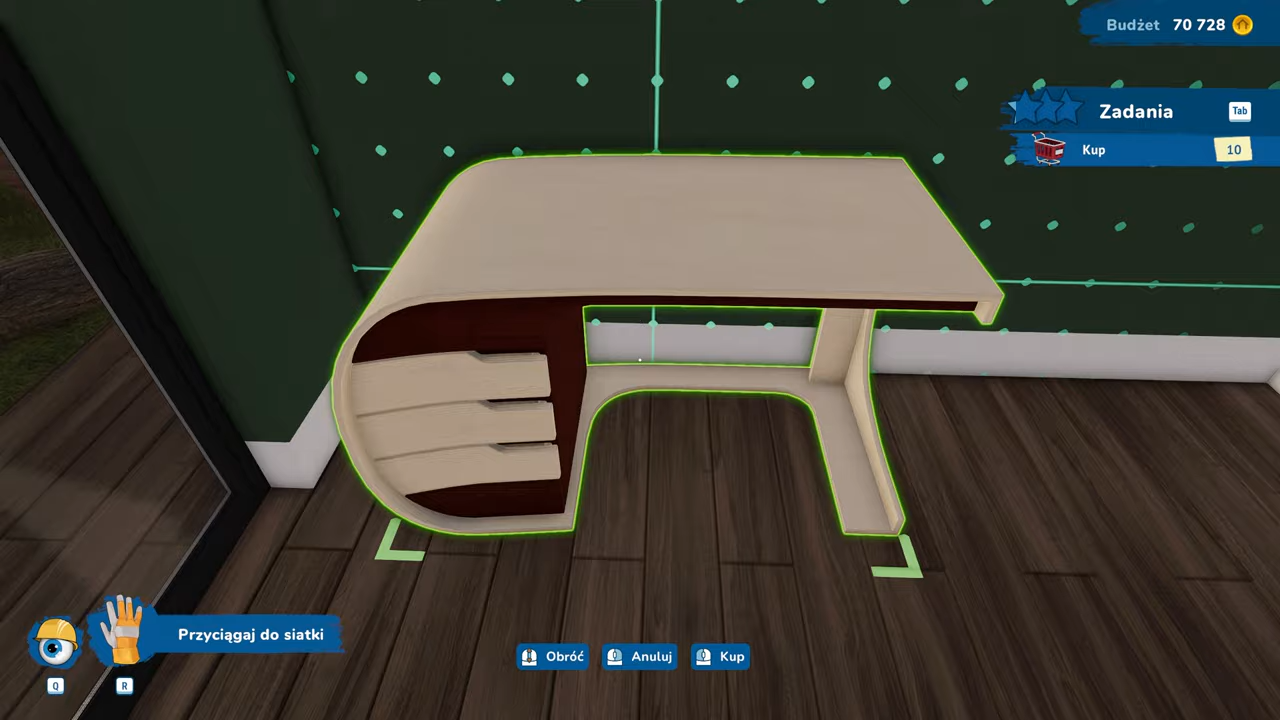 Budżet 70 728
Zadania Tab
Kup 10
Przyciągaj do siatki
Obróć Anuluj Kup
Q R